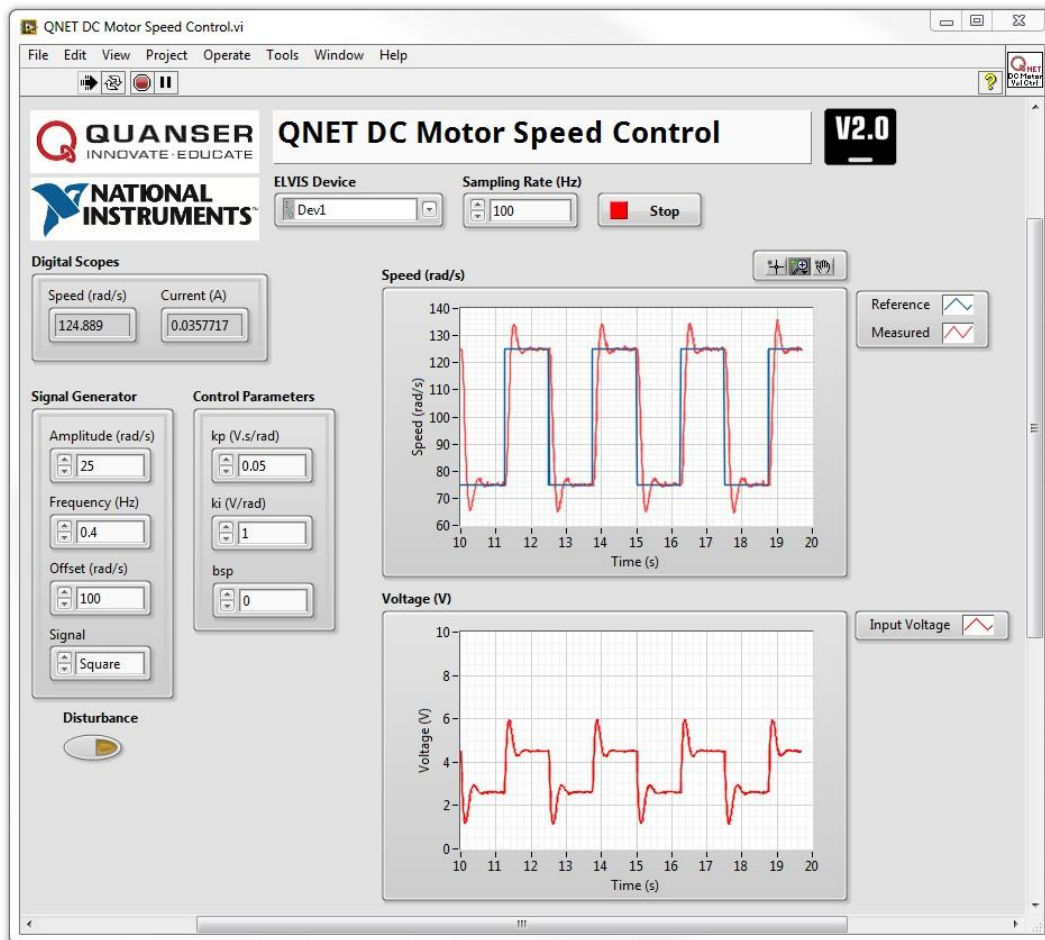 QNET DC Motor Speed Control.vi
File Edit View Project Operate Tools Window Help
QNET
DC Motor
Vel Ctrl
QUANSER
INNOVATE·EDUCATE
QNET DC Motor Speed Control
V2.0
NATIONAL
INSTRUMENTS™
ELVIS Device
Dev1
Sampling Rate (Hz)
100
Stop
Digital Scopes
Speed (rad/s) Current (A)
124.889 0.0357717
Signal Generator
Amplitude (rad/s)
25
Frequency (Hz)
0.4
Offset (rad/s)
100
Signal
Square
Disturbance
Control Parameters
kp (V.s/rad)
0.05
ki (V/rad)
1
bsp
0
Speed (rad/s)
Speed (rad/s)
140
130
120
110
100
90
80
70
60
10 11 12 13 14 15 16 17 18 19 20
Time (s)
Reference
Measured
Voltage (V)
Voltage (V)
10
8
6
4
2
0
10 11 12 13 14 15 16 17 18 19 20
Time (s)
Input Voltage